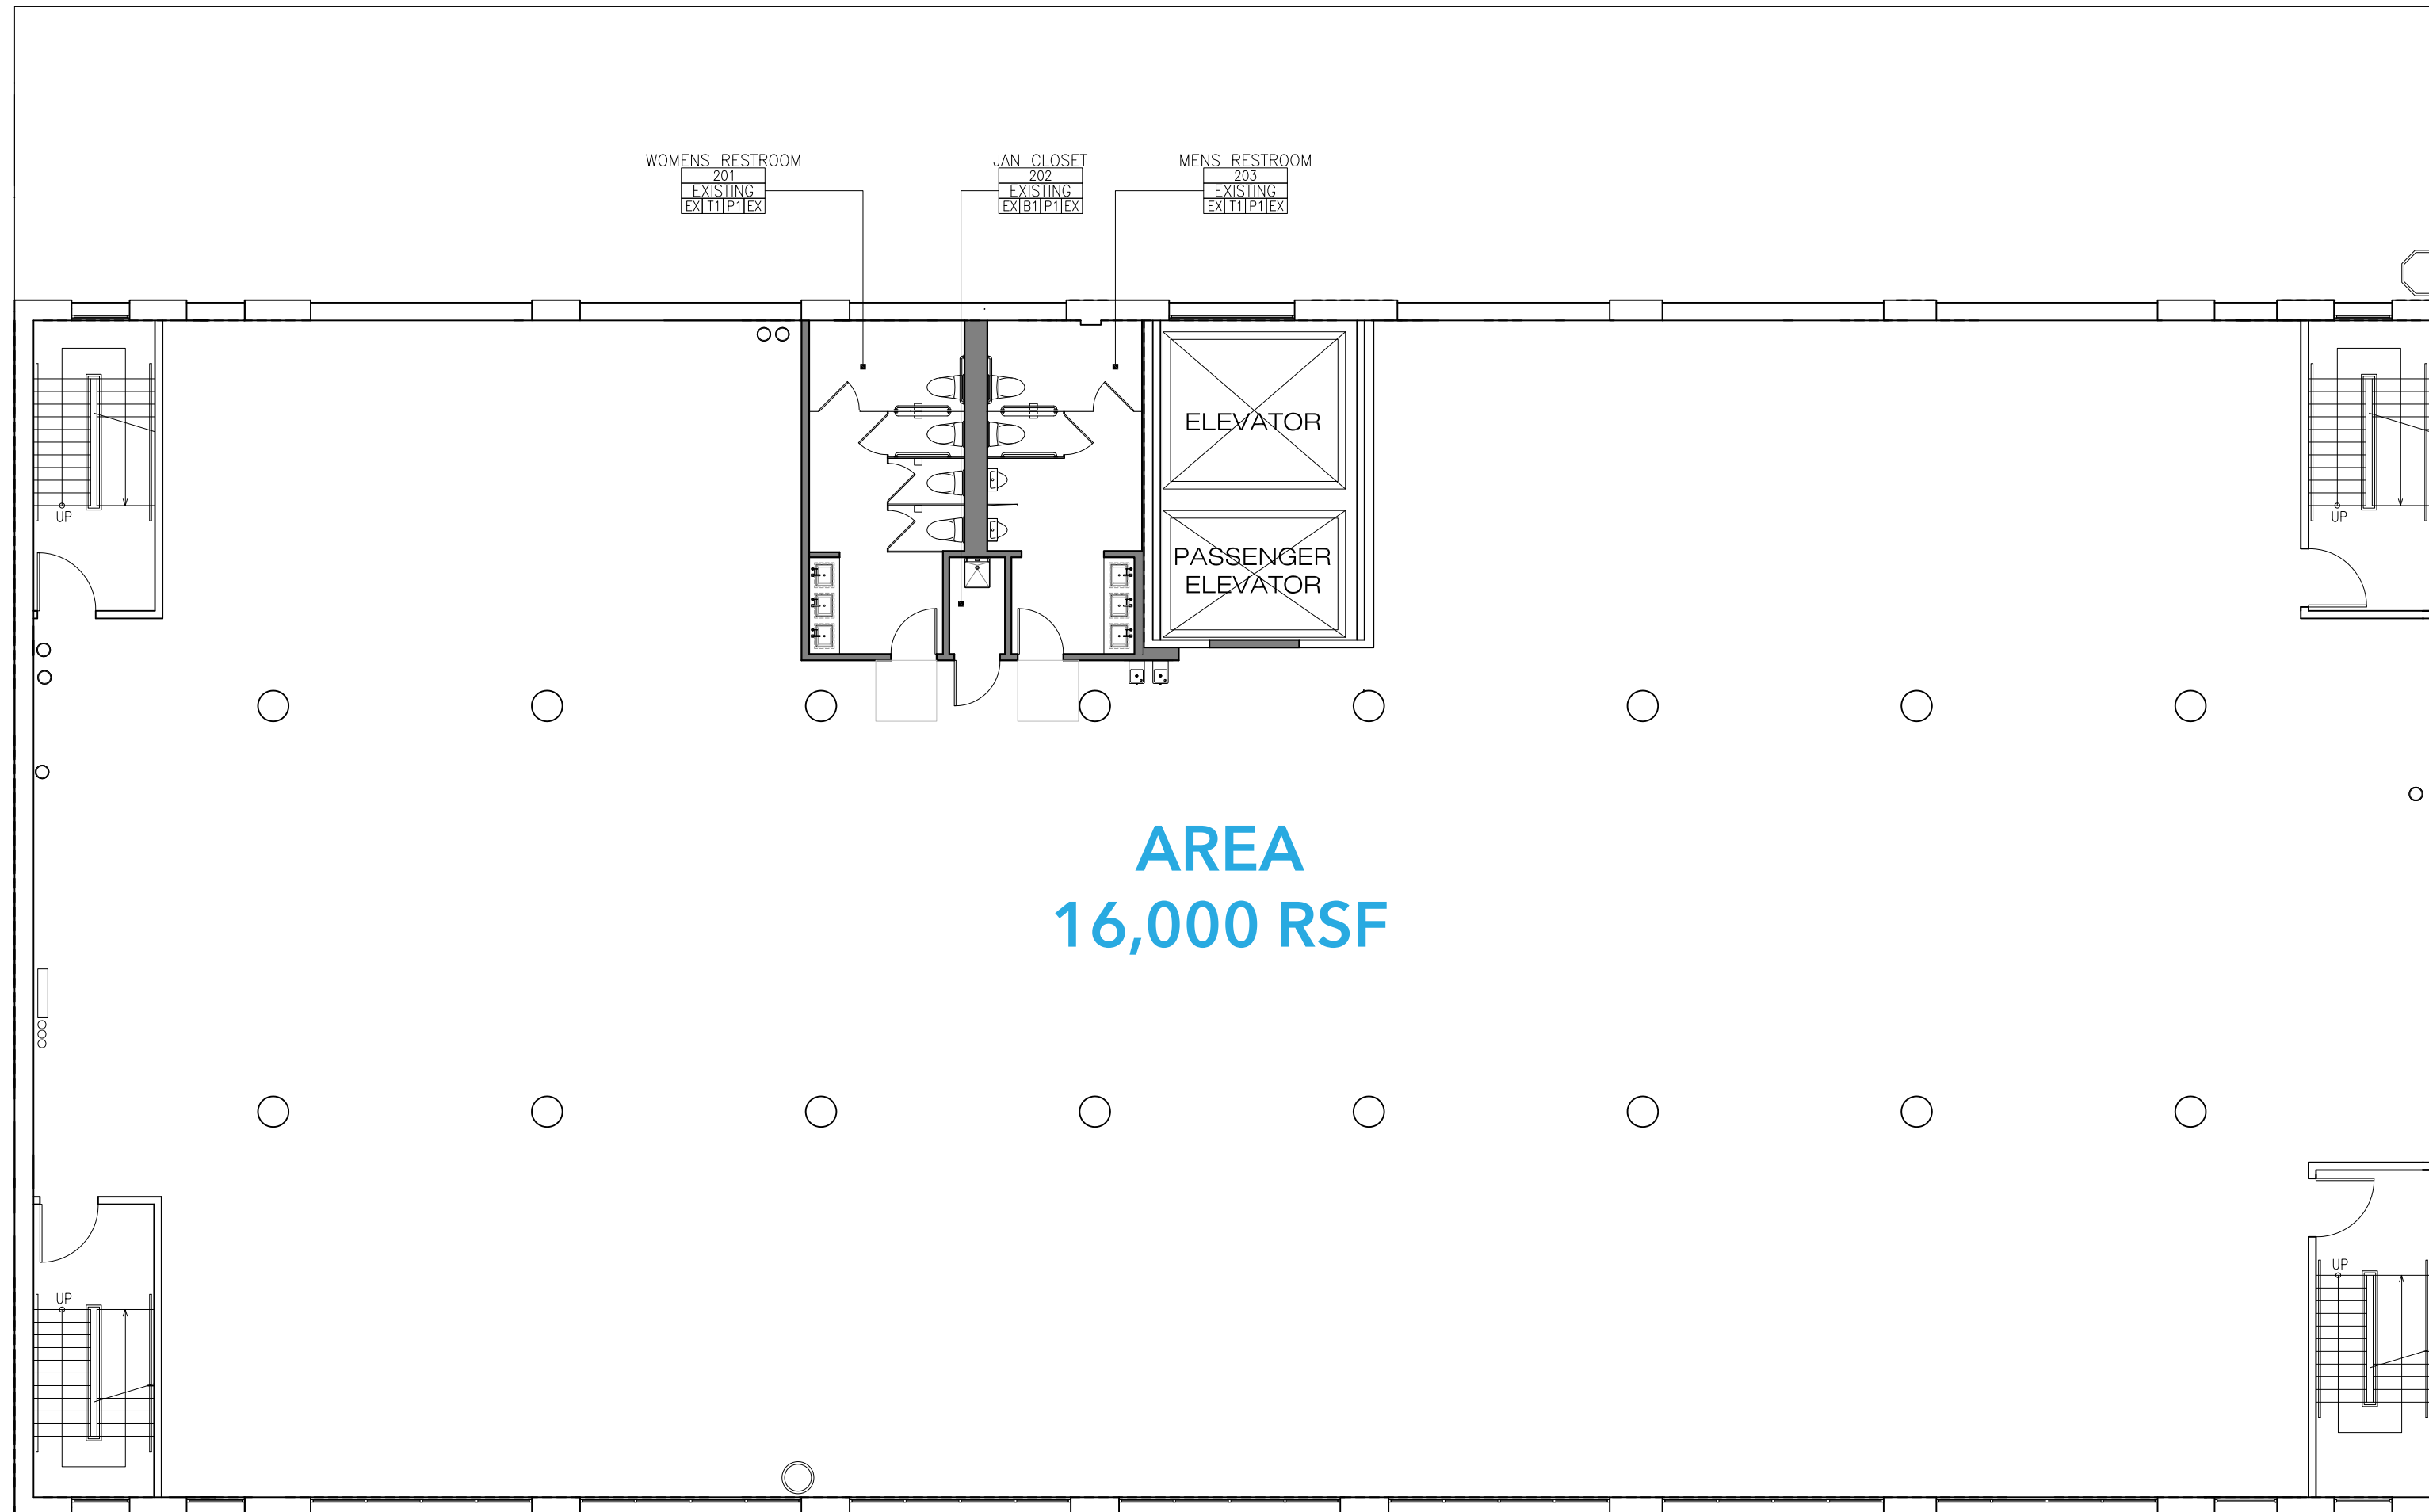 WOMENS RESTROOM
201
EXISTING
EX T1 P1 EX
JAN CLOSET
202
EXISTING
EX B1 P1 EX
MENS RESTROOM
203
EXISTING
EX T1 P1 EX
ELEVATOR
UP
UP
PASSENGER
ELEVATOR
AREA
16,000 RSF
UP
UP